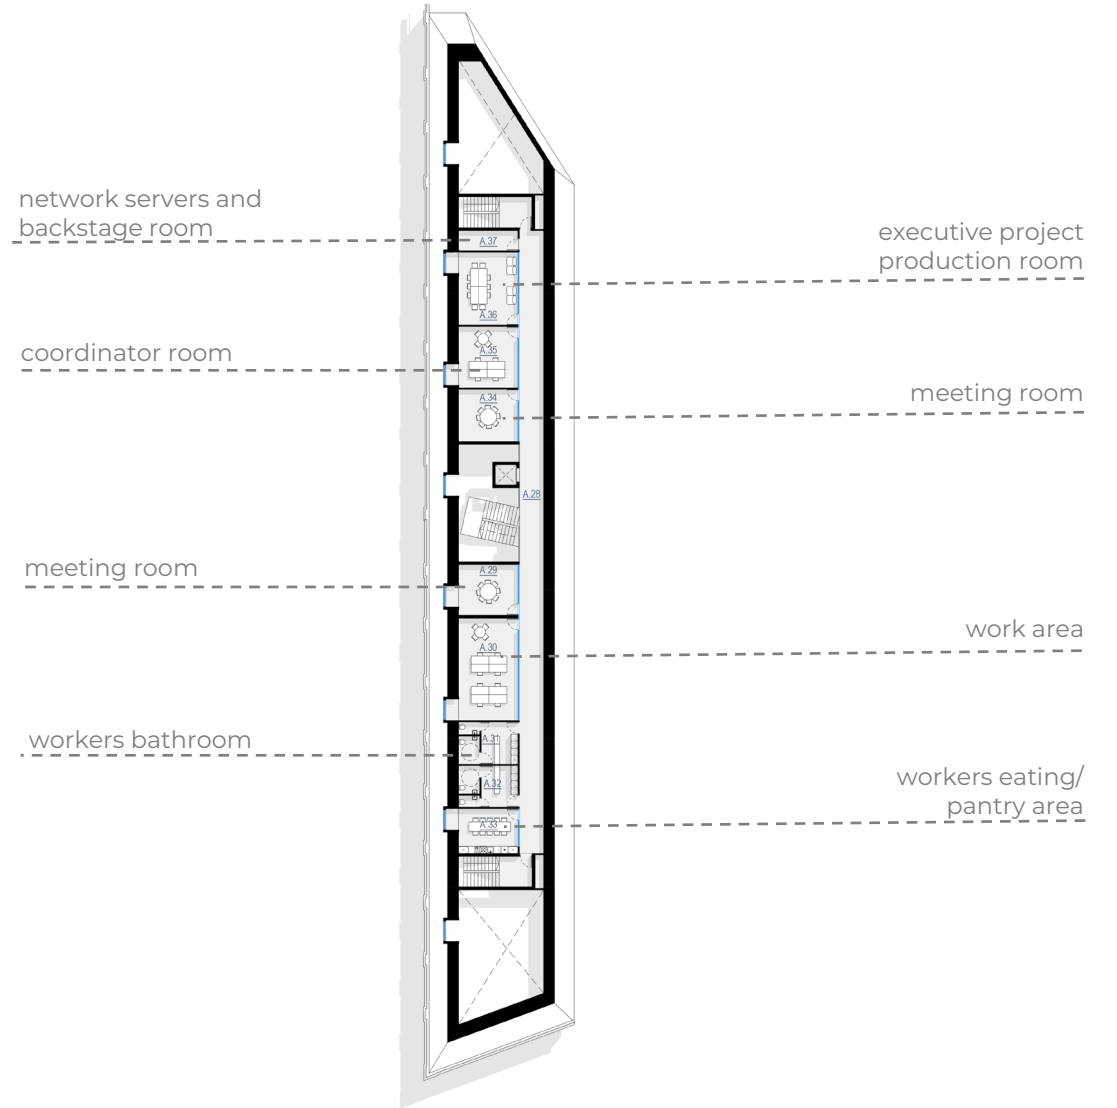 network servers and
backstage room
A.37
executive project
production room
A.36
coordinator room
A.35
A.34
meeting room
A.28
meeting room
A.29
work area
A.30
workers bathroom
A.31
A.32
workers eating/
pantry area
A.33